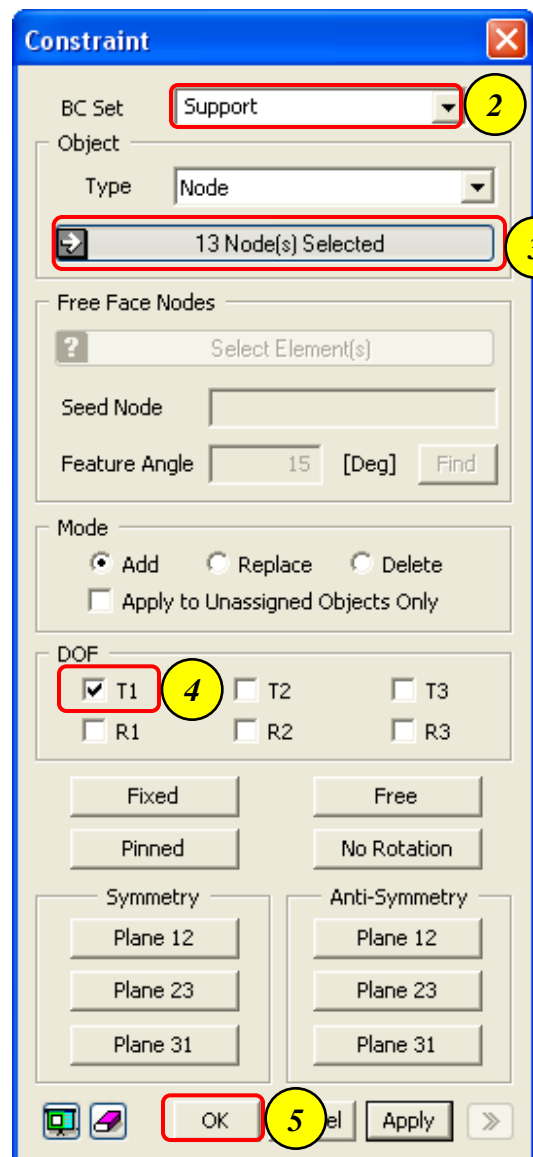 Constraint
BC Set Support 2
Object
Type Node
13 Node(s) Selected
Free Face Nodes
? Select Element(s)
Seed Node
Feature Angle 15 [Deg] Find
Mode
Add Replace Delete
Apply to Unassigned Objects Only
DOF
T1 4 T2 T3
R1 R2 R3
Fixed Free
Pinned No Rotation
Symmetry Anti-Symmetry
Plane 12 Plane 12
Plane 23 Plane 23
Plane 31 Plane 31
OK 5 el Apply >>